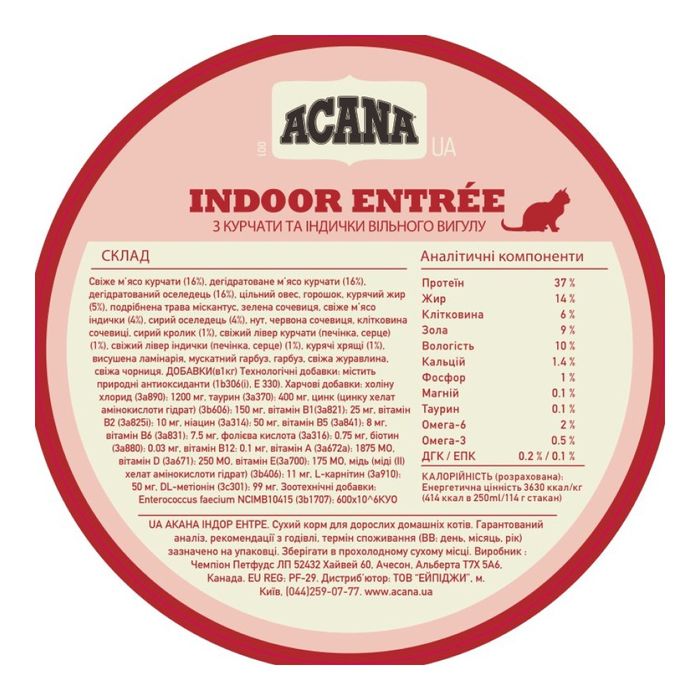 ACANA
001
UA
INDOOR ENTRÉE
З КУРЧАТИ ТА ІНДИЧКИ ВІЛЬНОГО ВИГУЛУ
СКЛАД
Свіже м'ясо курчати (16%), дегідратоване м'ясо курчати (16%),
дегідратований оселедець (16%), цільний овес, горошок, курячий жир
(5%), подрібнена трава міскантус, зелена сочевиця, свіже м'ясо
індички (4%), сирий оселедець (4%), нут, червона сочевиця, клітковина
сочевиці, сирий кролик (1%), свіжий лівер курчати (печінка, серце)
(1%), свіжий лівер індички (печінка, серце) (1%), курячі хрящі (1%),
висушена ламінарія, мускатний гарбуз, гарбуз, свіжа журавлина,
свіжа чорниця. ДОБАВКИ(в1кг) Технологічні добавки: містить
природні антиоксиданти (1b306(i). E 330). Харчові добавки: холіну
хлорид (3a890): 1200 мг, таурин (3a370): 400 мг, цинк (цинку хелат
амінокислоти гідрат) (3b606): 150 мг, вітамін B1(3a821): 25 мг, вітамін
B2 (3a825i): 10 мг, ніацин (3a314): 50 мг, вітамін B5 (3a841): 8 мг,
вітамін B6 (3a831): 7.5 мг, фолієва кислота (3a316): 0.75 мг, біотин
(3a880): 0.03 мг, вітамін B12: 0.1 мг, вітамін A (3a672a): 1875 МО,
вітамін D (3a671): 250 МО, вітамін E(3a700): 175 МО, мідь (міді (II)
хелат амінокислоти гідрат) (3b406): 11 мг, L-карнітин (3a910):
50 мг, DL-метіонін (3c301): 99 мг. Зоотехнічні добавки:
Enterococcus faecium NCIMB10415 (3b1707): 600x10^6КУО
Аналітичні компоненти
Протеїн 37 %
Жир 14 %
Клітковина 6 %
Зола 9 %
Вологість 10 %
Кальцій 1.4 %
Фосфор 1 %
Магній 0.1 %
Таурин 0.1 %
Омега-6 2 %
Омега-3 0.5 %
ДГК / ЕПК 0.2 % / 0.1 %
КАЛОРІЙНІСТЬ (розрахована):
Енергетична цінність 3630 ккал/кг
(414 ккал в 250мл/114 г стакан)
UA АКАНА ІНДОР ЕНТРЕ. Сухий корм для дорослих домашніх котів. Гарантований
аналіз, рекомендації з годівлі, термін споживання (BB: день, місяць, рік)
зазначено на упаковці. Зберігати в прохолодному сухому місці. Виробник :
Чемпіон Петфудс ЛП 52432 Хайвей 60, Ачесон, Альберта T7X 5A6,
Канада. EU REG: PF-29. Дистриб'ютор: ТОВ "ЕЙПІДЖИ", м.
Київ, (044)259-07-77. www.acana.ua